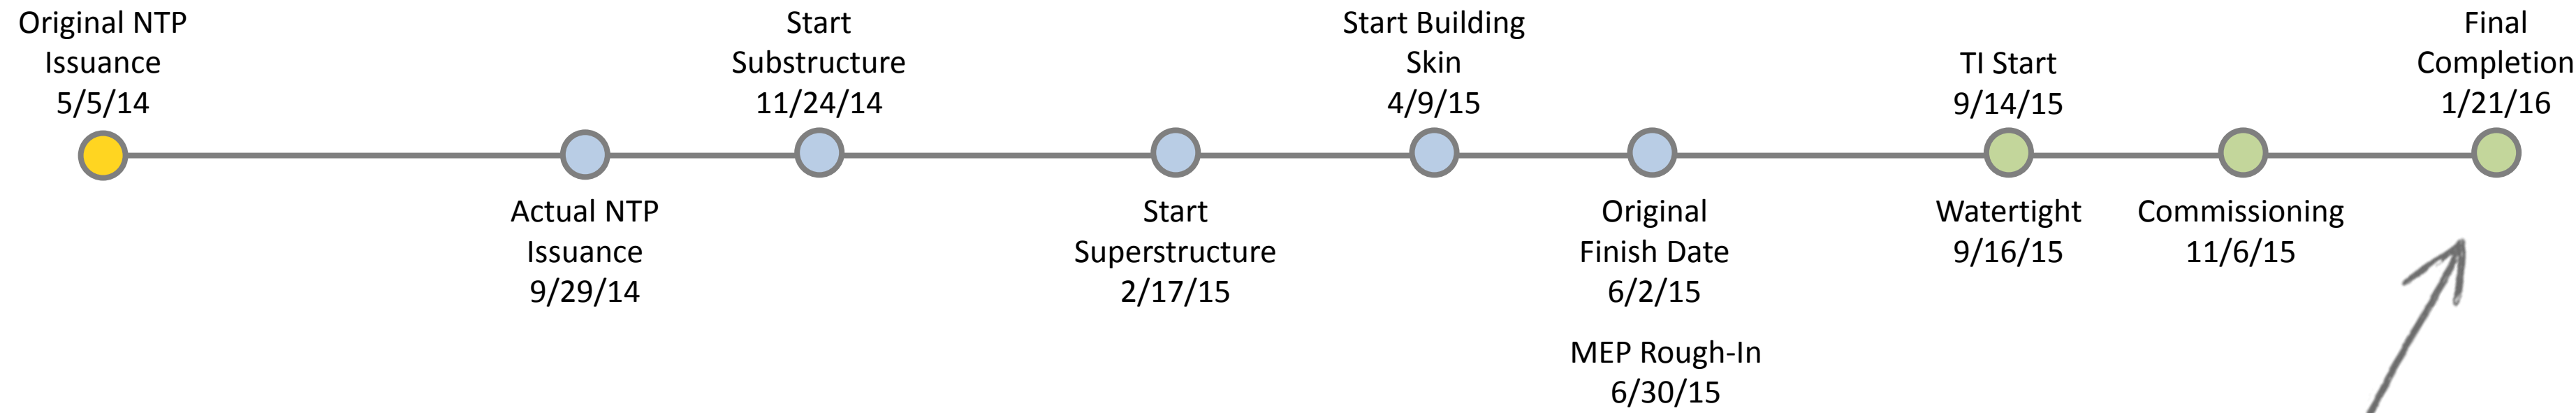 Original NTP
Issuance
5/5/14
Actual NTP
Issuance
9/29/14
Start
Substructure
11/24/14
Start
Superstructure
2/17/15
Start Building
Skin
4/9/15
Original
Finish Date
6/2/15
MEP Rough-In
6/30/15
TI Start
9/14/15
Watertight
9/16/15
Commissioning
11/6/15
Final
Completion
1/21/16